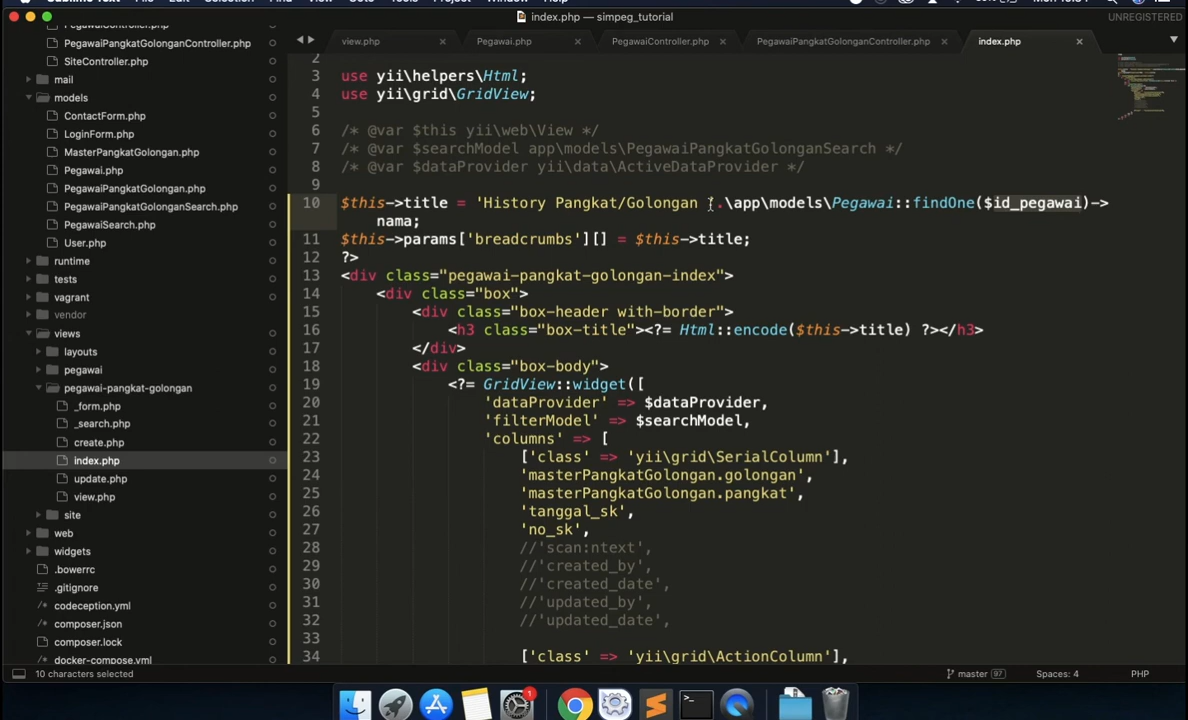 index.php — simpeg_tutorial
UNREGISTERED
PegawaiPangkatGolonganController.php
SiteController.php
mail
models
ContactForm.php
LoginForm.php
MasterPangkatGolongan.php
Pegawai.php
PegawaiPangkatGolongan.php
PegawaiPangkatGolonganSearch.php
PegawaiSearch.php
User.php
runtime
tests
vagrant
vendor
views
layouts
pegawai
pegawai-pangkat-golongan
_form.php
_search.php
create.php
index.php
update.php
view.php
site
web
widgets
.bowerrc
.gitignore
codeception.yml
composer.json
composer.lock
docker-compose.yml
view.php
Pegawai.php
PegawaiController.php
PegawaiPangkatGolonganController.php
index.php
2
3 use yii\helpers\Html;
4 use yii\grid\GridView;
5
6 /* @var $this yii\web\View */
7 /* @var $searchModel app\models\PegawaiPangkatGolonganSearch */
8 /* @var $dataProvider yii\data\ActiveDataProvider */
9
10 $this->title = 'History Pangkat/Golongan '.\app\models\Pegawai::findOne($id_pegawai)->
nama;
11 $this->params['breadcrumbs'][] = $this->title;
12 ?>
13 <div class="pegawai-pangkat-golongan-index">
14 <div class="box">
15 <div class="box-header with-border">
16 <h3 class="box-title"><?= Html::encode($this->title) ?></h3>
17 </div>
18 <div class="box-body">
19 <?= GridView::widget([
20 'dataProvider' => $dataProvider,
21 'filterModel' => $searchModel,
22 'columns' => [
23 ['class' => 'yii\grid\SerialColumn'],
24 'masterPangkatGolongan.golongan',
25 'masterPangkatGolongan.pangkat',
26 'tanggal_sk',
27 'no_sk',
28 //'scan:ntext',
29 //'created_by',
30 //'created_date',
31 //'updated_by',
32 //'updated_date',
33
34 ['class' => 'yii\grid\ActionColumn'],
10 characters selected
master 97
Spaces: 4
PHP
1